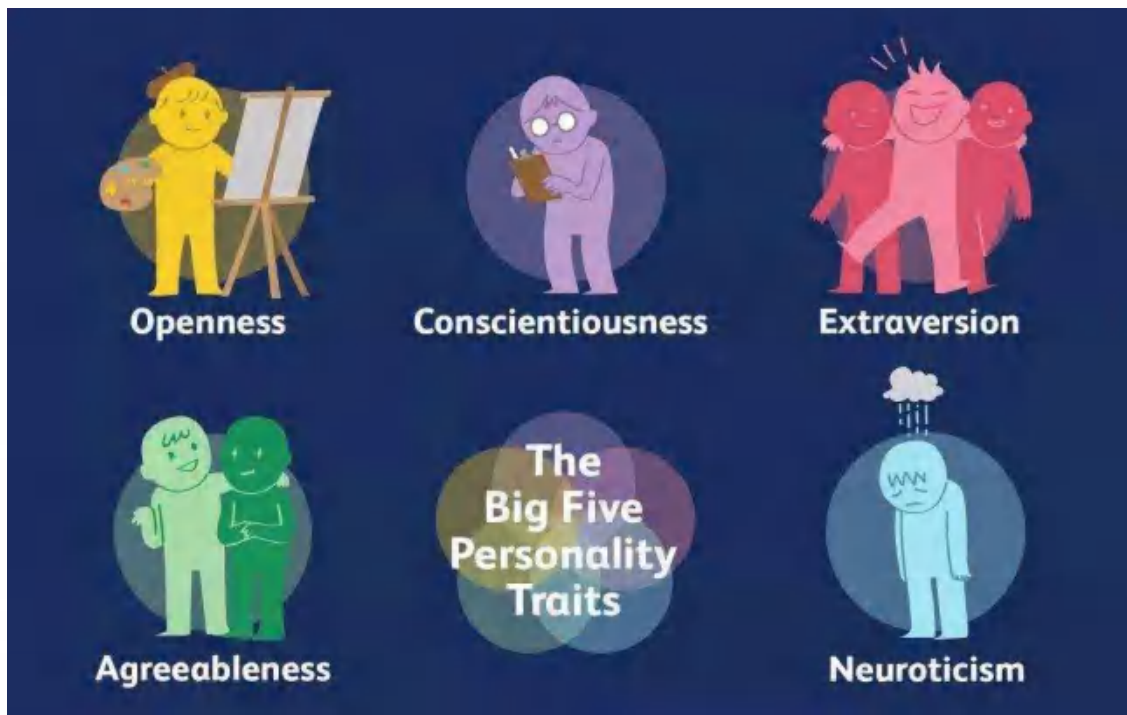 Openness
Conscientiousness
Extraversion
Agreeableness
The
Big Five
Personality
Traits
Neuroticism